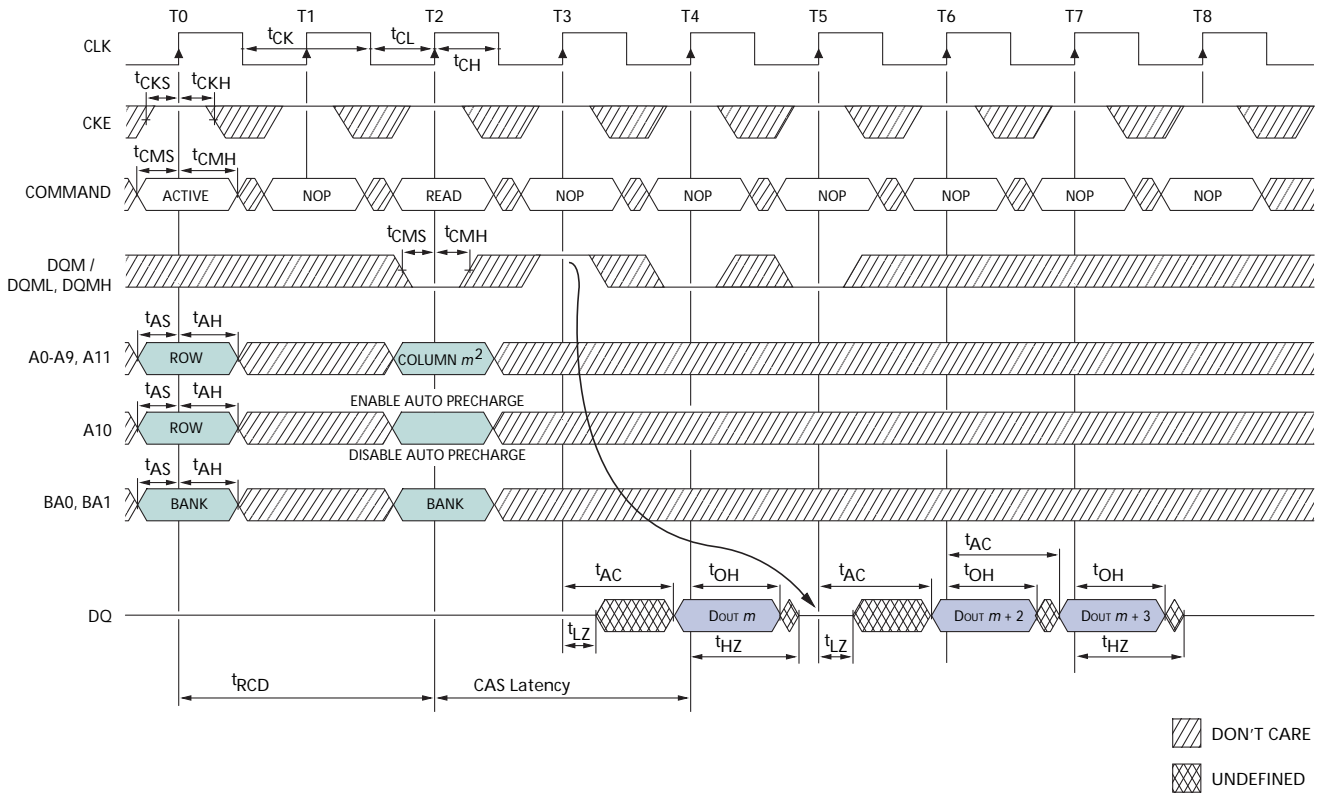 T0 T1 T2 T3 T4 T5 T6 T7 T8
CLK
tCK tCL
tCH
tCKS tCKH
CKE
tCMS tCMH
COMMAND ACTIVE NOP READ NOP NOP NOP NOP NOP NOP
tCMS tCMH
DQM /
DQML, DQMH
tAS tAH
A0-A9, A11 ROW COLUMN m2
tAS tAH ENABLE AUTO PRECHARGE
A10 ROW
DISABLE AUTO PRECHARGE
tAS tAH
BA0, BA1 BANK BANK
tAC
tAC tOH tAC tOH tOH
DQ DOUT m DOUT m + 2 DOUT m + 3
tLZ tHZ tLZ tHZ
tRCD CAS Latency
DON'T CARE
UNDEFINED